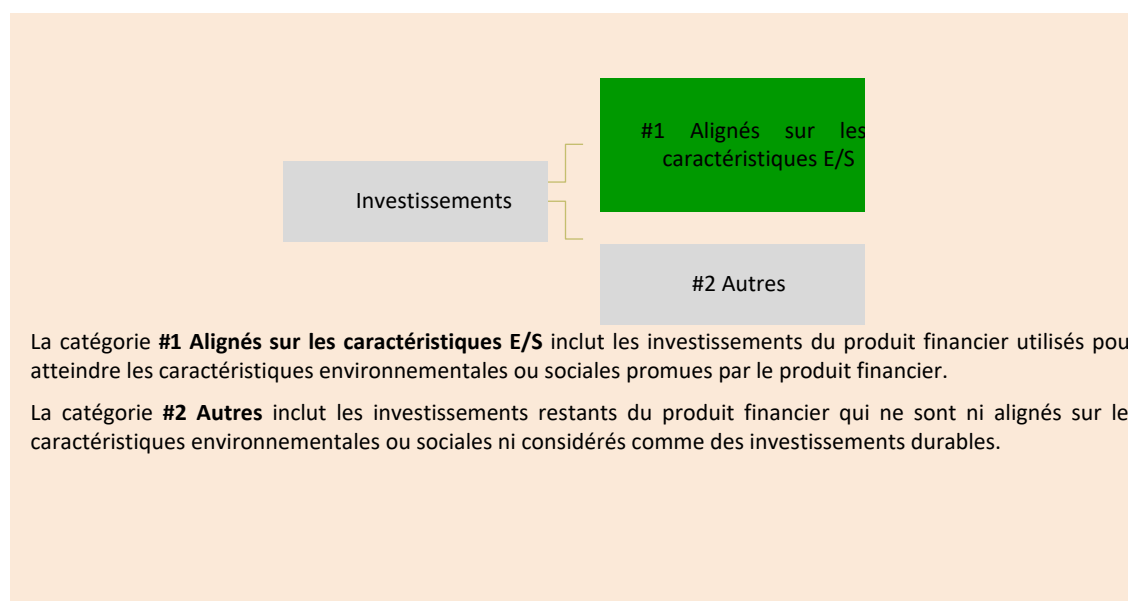 #1 Alignés sur les
caractéristiques E/S
Investissements
#2 Autres
La catégorie #1 Alignés sur les caractéristiques E/S inclut les investissements du produit financier utilisés pou
atteindre les caractéristiques environnementales ou sociales promues par le produit financier.
La catégorie #2 Autres inclut les investissements restants du produit financier qui ne sont ni alignés sur le
caractéristiques environnementales ou sociales ni considérés comme des investissements durables.